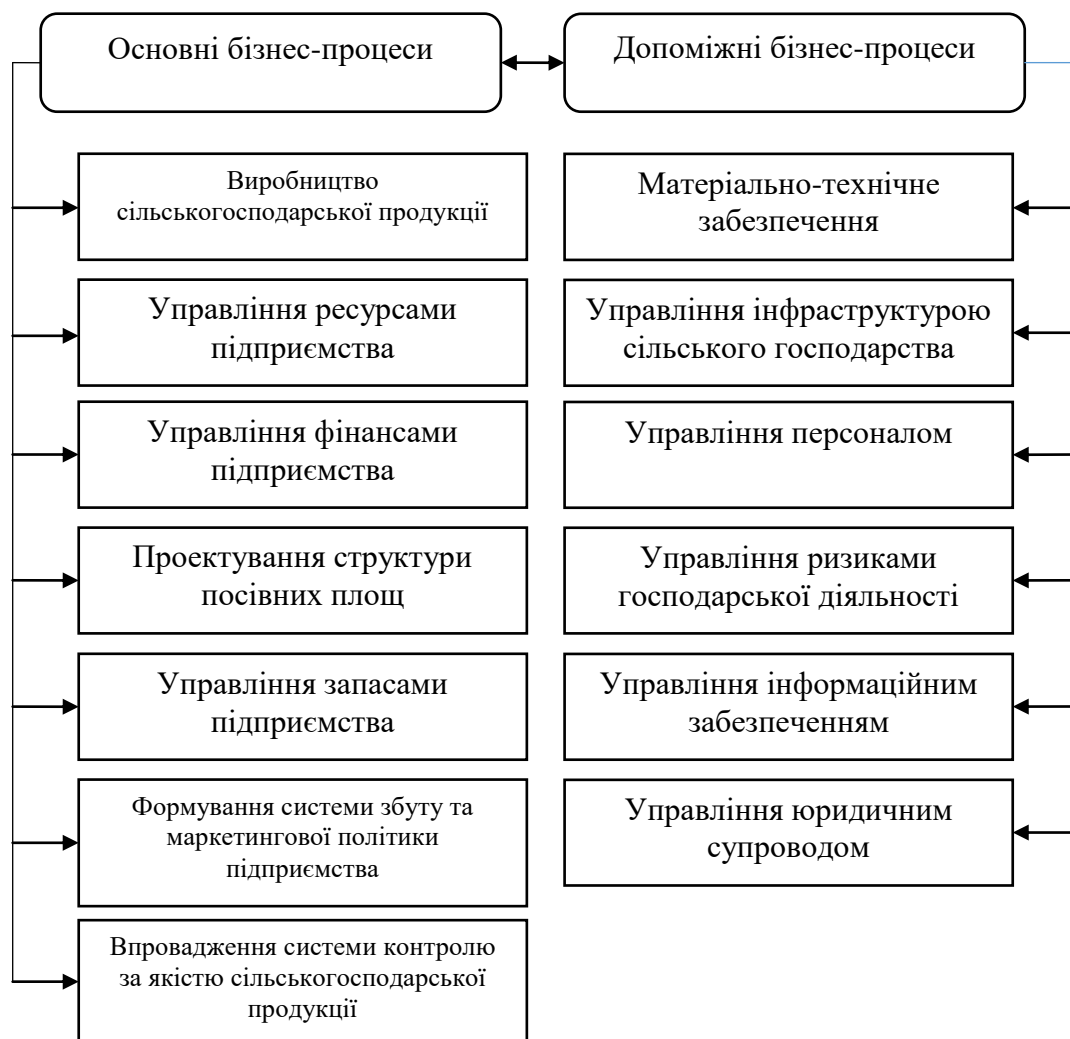 Основні бізнес-процеси
Допоміжні бізнес-процеси
Виробництво
сільськогосподарської продукції
Управління ресурсами
підприємства
Управління фінансами
підприємства
Проектування структури
посівних площ
Управління запасами
підприємства
Формування системи збуту та
маркетингової політики
підприємства
Впровадження системи контролю
за якістю сільськогосподарської
продукції
Матеріально-технічне
забезпечення
Управління інфраструктурою
сільського господарства
Управління персоналом
Управління ризиками
господарської діяльності
Управління інформаційним
забезпеченням
Управління юридичним
супроводом